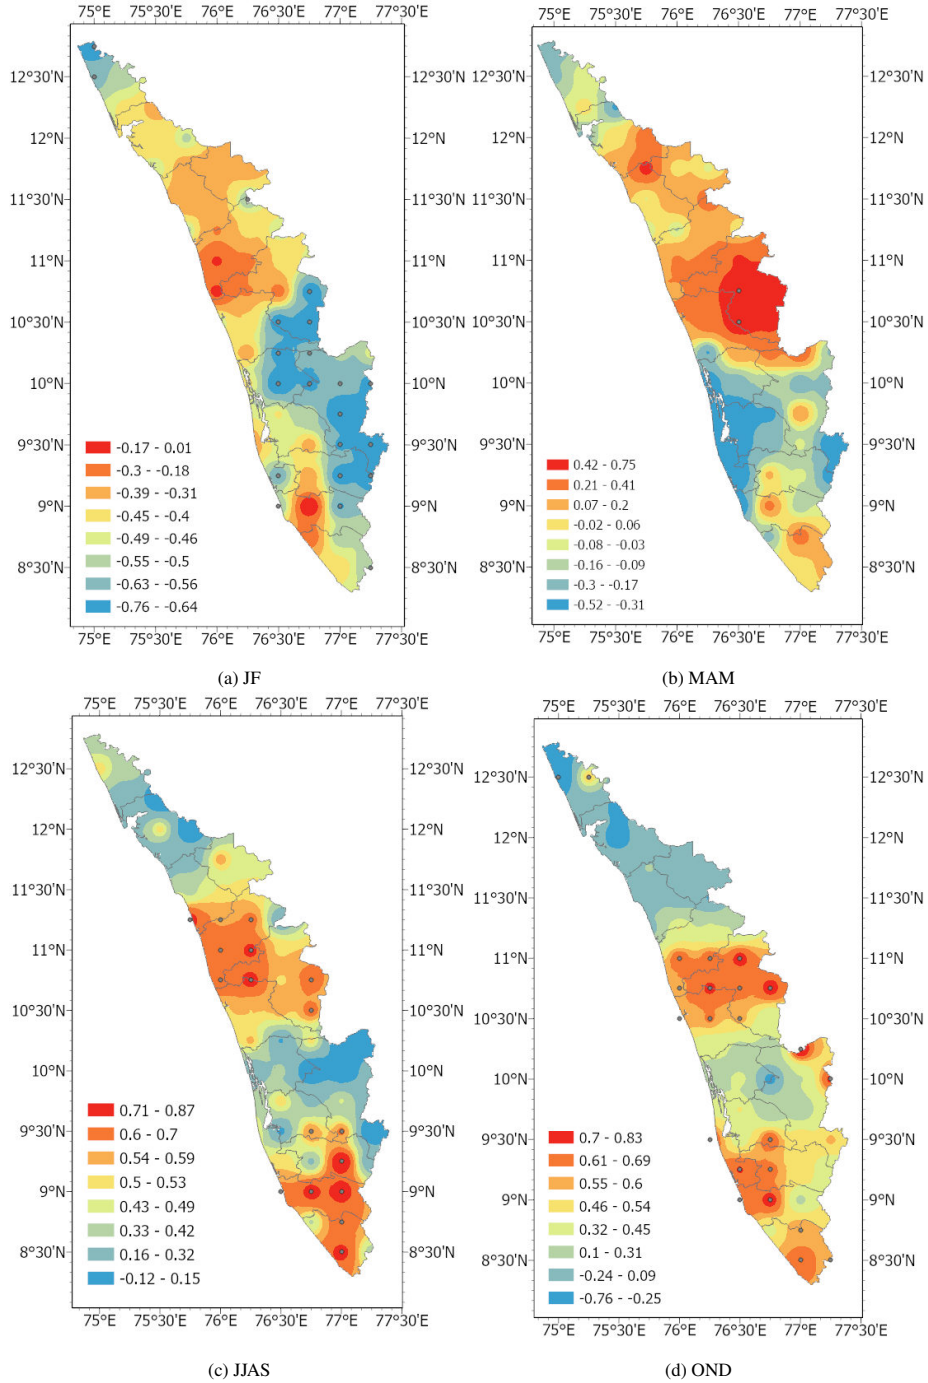 75°E 76°E 77°E
75°30'E 76°30'E 77°30'E
12°30'N 12°30'N
12°N 12°N
11°30'N 11°30'N
11°N 11°N
10°30'N 10°30'N
10°N 10°N
9°30'N 9°30'N
9°N 9°N
8°30'N 8°30'N
-0.17 - 0.01
-0.3 - -0.18
-0.39 - -0.31
-0.45 - -0.4
-0.49 - -0.46
-0.55 - -0.5
-0.63 - -0.56
-0.76 - -0.64
75°E 76°E 77°E
75°30'E 76°30'E 77°30'E
(a) JF
75°E 76°E 77°E
75°30'E 76°30'E 77°30'E
12°30'N 12°30'N
12°N 12°N
11°30'N 11°30'N
11°N 11°N
10°30'N 10°30'N
10°N 10°N
9°30'N 9°30'N
9°N 9°N
8°30'N 8°30'N
0.42 - 0.75
0.21 - 0.41
0.07 - 0.2
-0.02 - 0.06
-0.08 - -0.03
-0.16 - -0.09
-0.3 - -0.17
-0.52 - -0.31
75°E 76°E 77°E
75°30'E 76°30'E 77°30'E
(b) MAM
75°E 76°E 77°E
75°30'E 76°30'E 77°30'E
12°30'N 12°30'N
12°N 12°N
11°30'N 11°30'N
11°N 11°N
10°30'N 10°30'N
10°N 10°N
9°30'N 9°30'N
9°N 9°N
8°30'N 8°30'N
0.71 - 0.87
0.6 - 0.7
0.54 - 0.59
0.5 - 0.53
0.43 - 0.49
0.33 - 0.42
0.16 - 0.32
-0.12 - 0.15
75°E 76°E 77°E
75°30'E 76°30'E 77°30'E
(c) JJAS
75°E 76°E 77°E
75°30'E 76°30'E 77°30'E
12°30'N 12°30'N
12°N 12°N
11°30'N 11°30'N
11°N 11°N
10°30'N 10°30'N
10°N 10°N
9°30'N 9°30'N
9°N 9°N
8°30'N 8°30'N
0.7 - 0.83
0.61 - 0.69
0.55 - 0.6
0.46 - 0.54
0.32 - 0.45
0.1 - 0.31
-0.24 - 0.09
-0.76 - -0.25
75°E 76°E 77°E
75°30'E 76°30'E 77°30'E
(d) OND